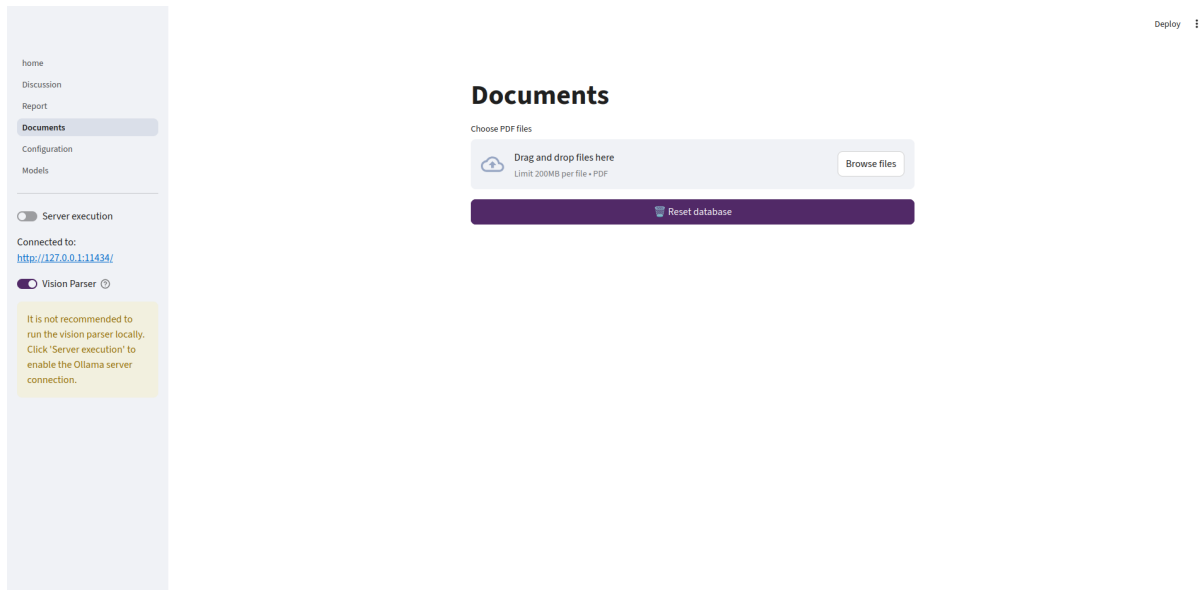 Deploy
home
Discussion
Report
Documents
Configuration
Models
Server execution
Connected to:
http://127.0.0.1:11434/
Vision Parser
It is not recommended to
run the vision parser locally.
Click 'Server execution' to
enable the Ollama server
connection.
Documents
Choose PDF files
Drag and drop files here
Limit 200MB per file • PDF
Browse files
Reset database